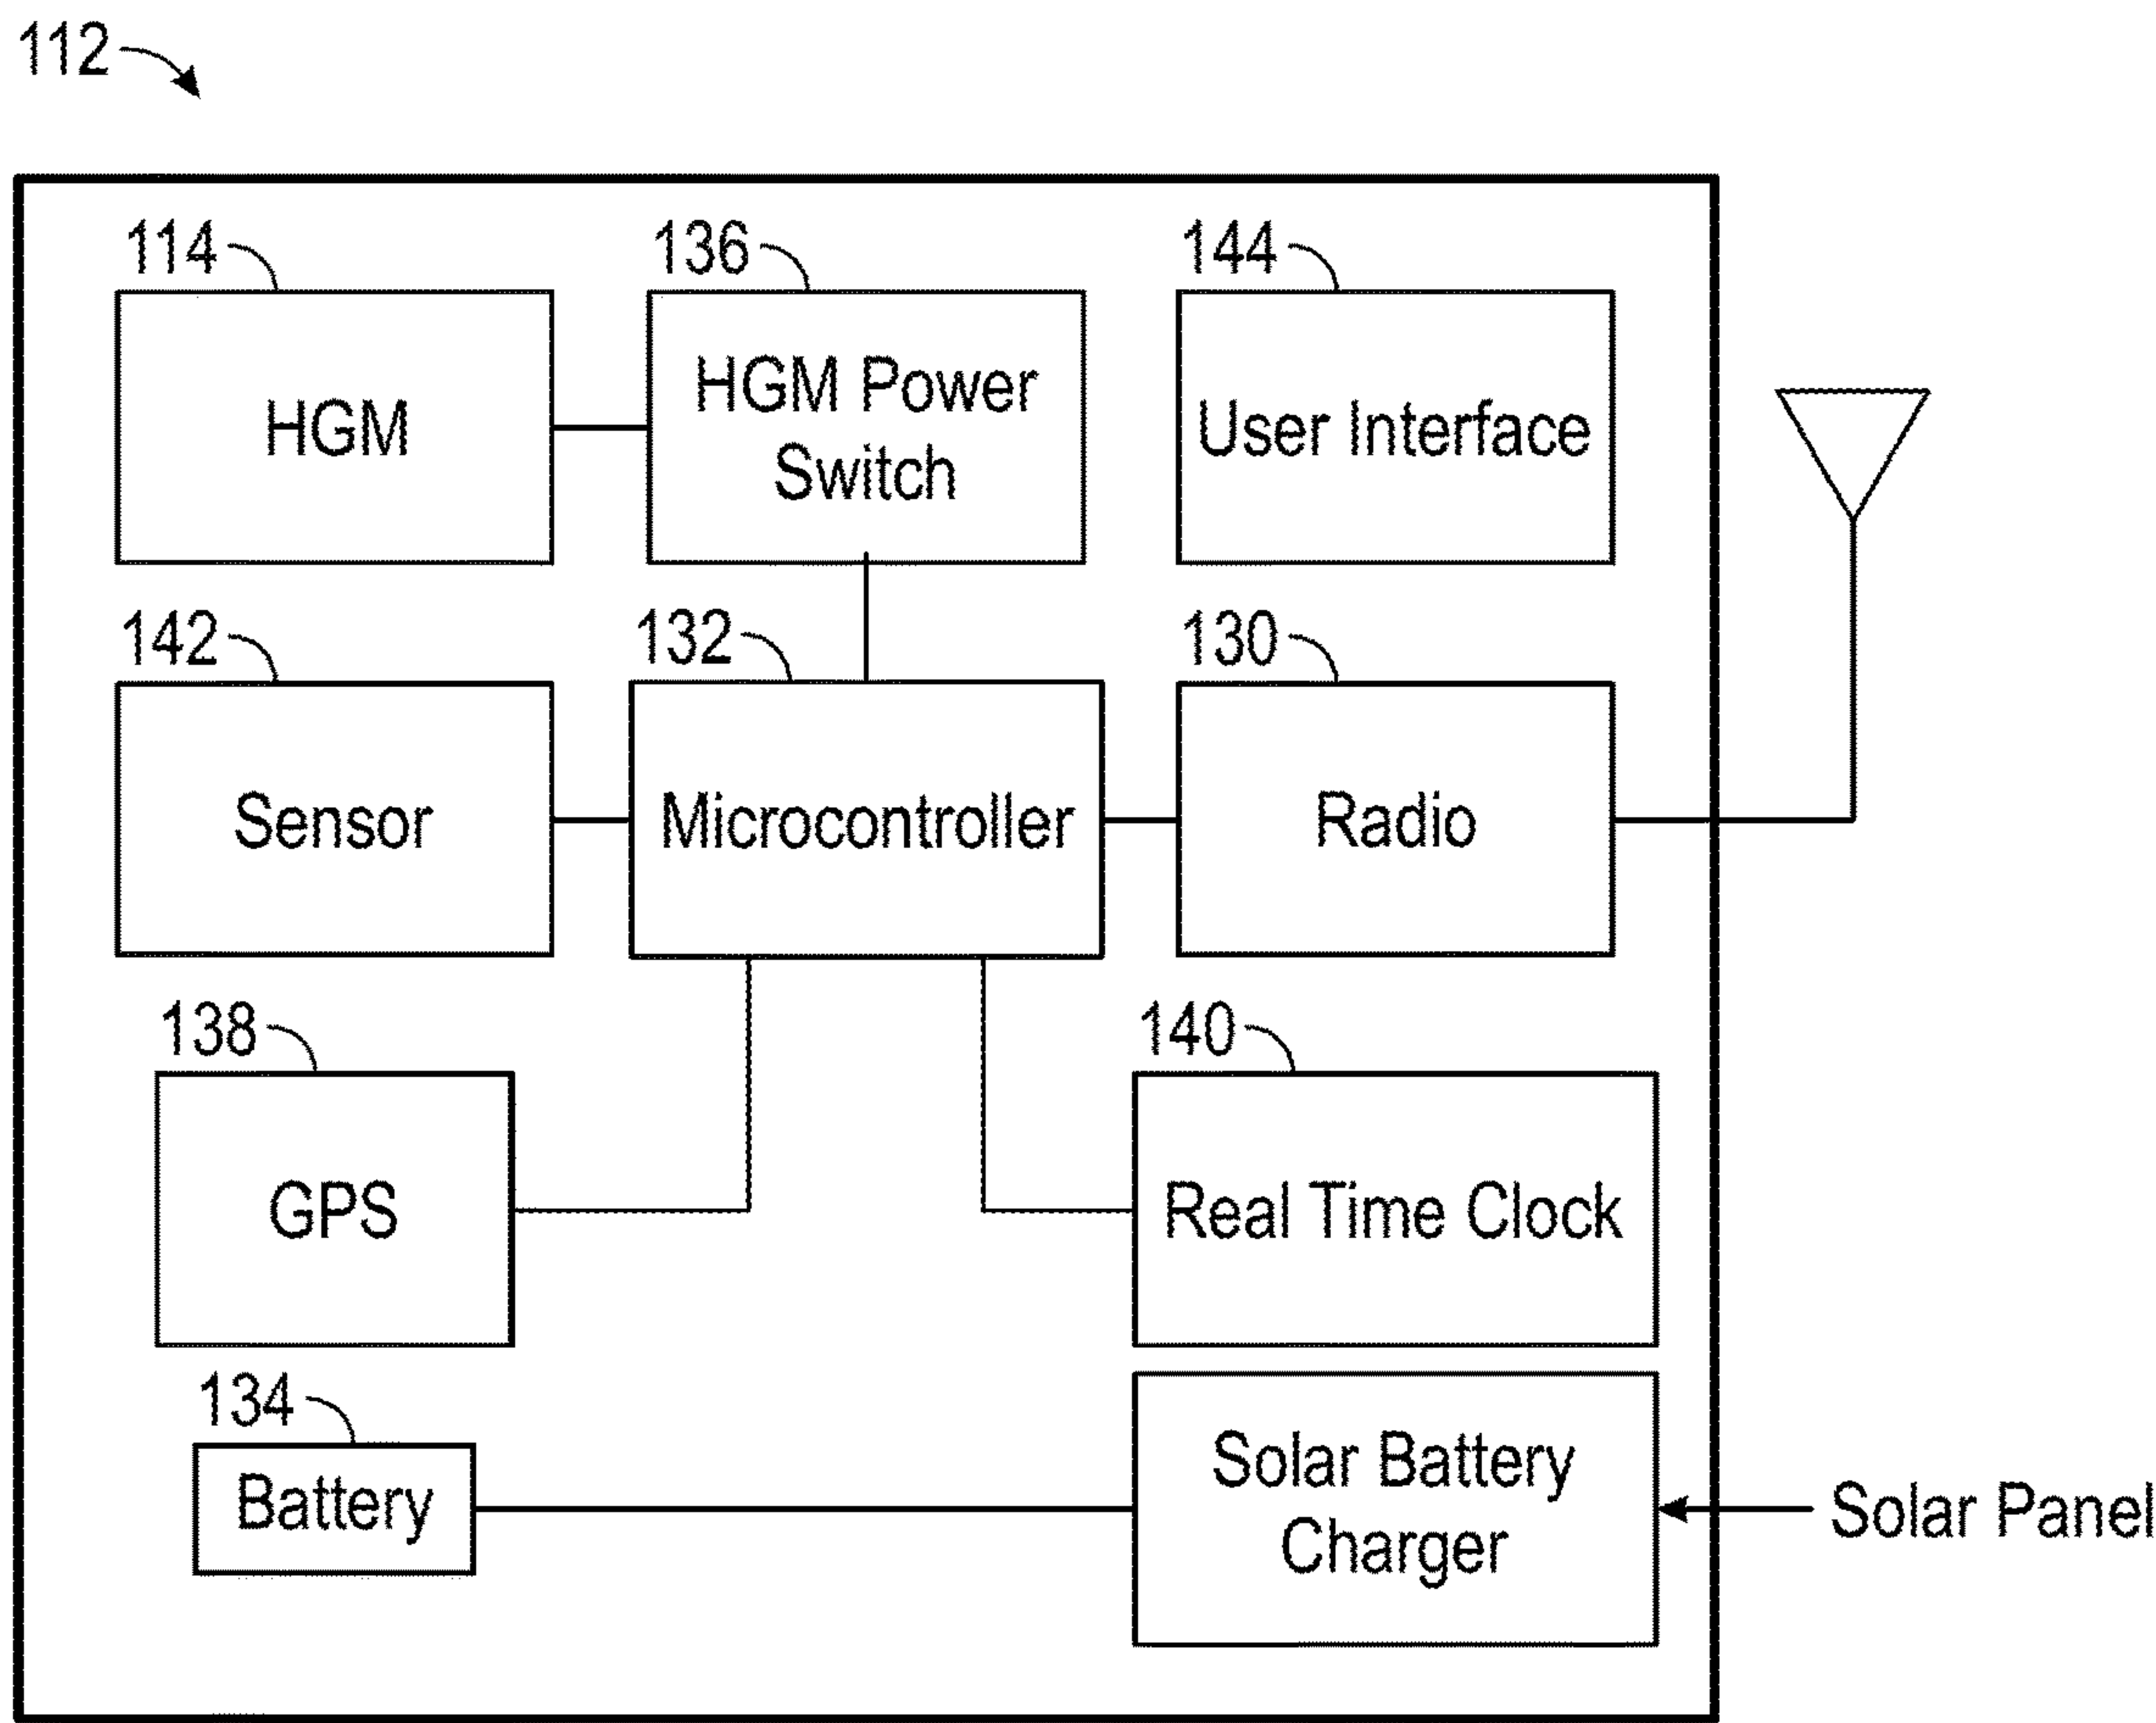 112
114
136
144
HGM
HGM Power
Switch
User Interface
142
132
130
Sensor
Microcontroller
Radio
138
140
GPS
Real Time Clock
134
Battery
Solar Battery
Charger
Solar Panel